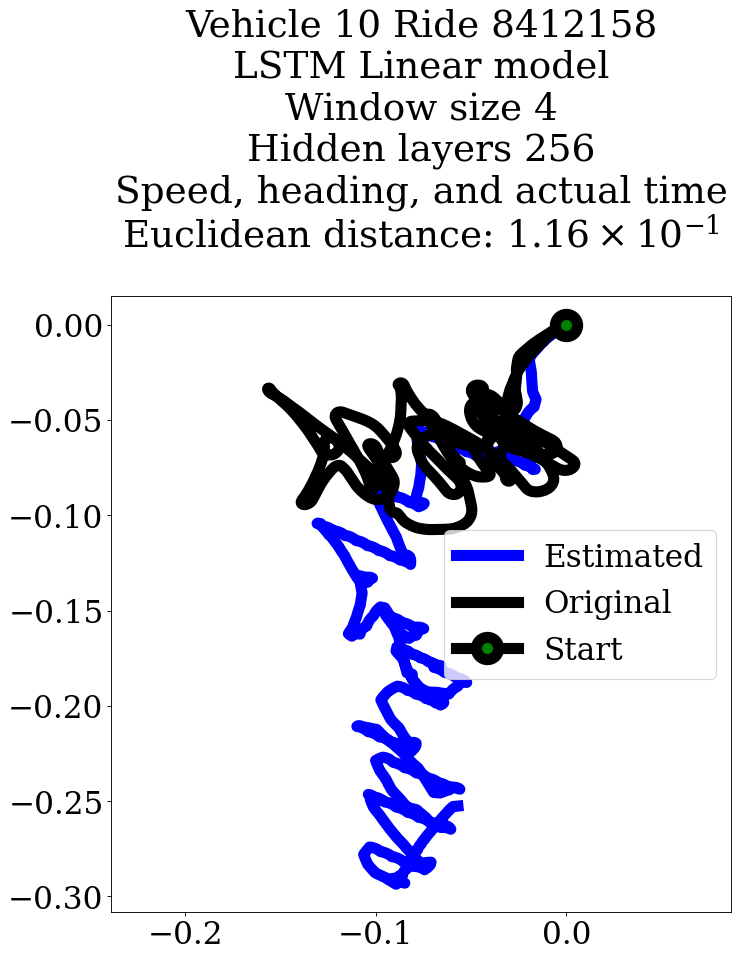 Vehicle 10 Ride 8412158
LSTM Linear model
Window size 4
Hidden layers 256
Speed, heading, and actual time
Euclidean distance: 1.16 × 10⁻¹
0.00
−0.05
−0.10
−0.15
−0.20
−0.25
−0.30
Estimated
Original
Start
−0.2 −0.1 0.0